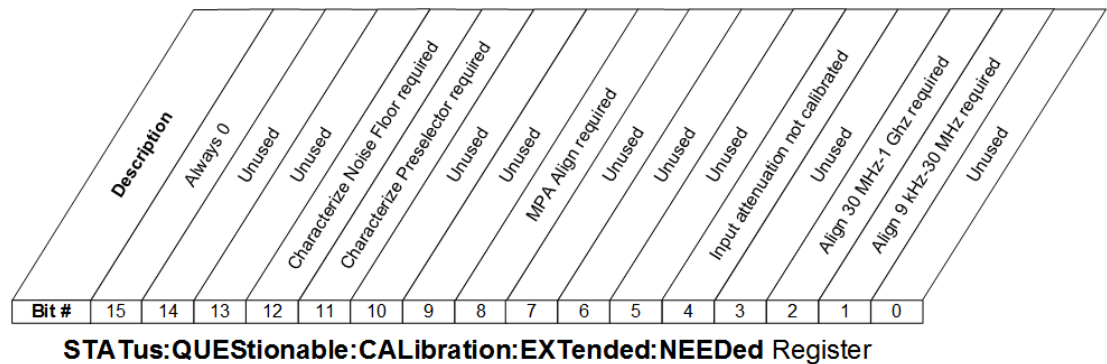 Description
Always 0
Unused
Unused
Characterize Noise Floor required
Characterize Preselector required
Unused
Unused
MPA Align required
Unused
Unused
Unused
Input attenuation not calibrated
Unused
Align 30 MHz-1 Ghz required
Align 9 kHz-30 MHz required
Unused
Bit # 15 14 13 12 11 10 9 8 7 6 5 4 3 2 1 0
STATus:QUEStionable:CALibration:EXTended:NEEDed Register